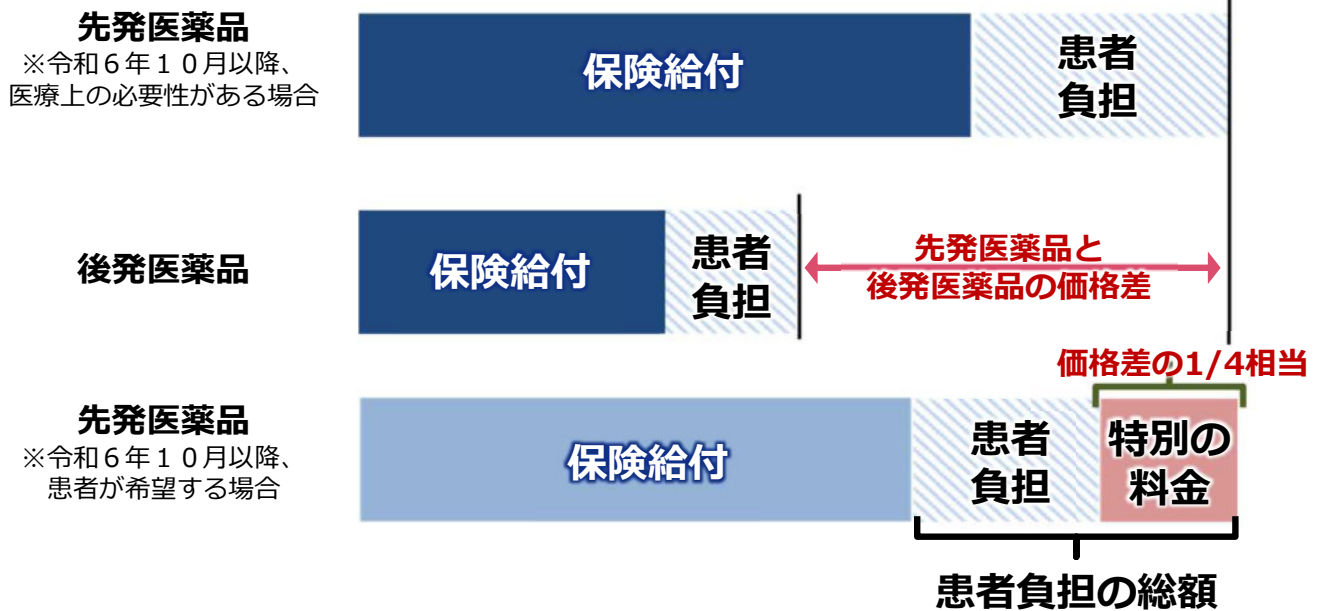 先発医薬品
※令和６年１０月以降、
医療上の必要性がある場合
保険給付
患者
負担
後発医薬品
保険給付
患者
負担
先発医薬品と
後発医薬品の価格差
価格差の1/4相当
先発医薬品
※令和６年１０月以降、
患者が希望する場合
保険給付
患者
負担
特別の
料金
患者負担の総額